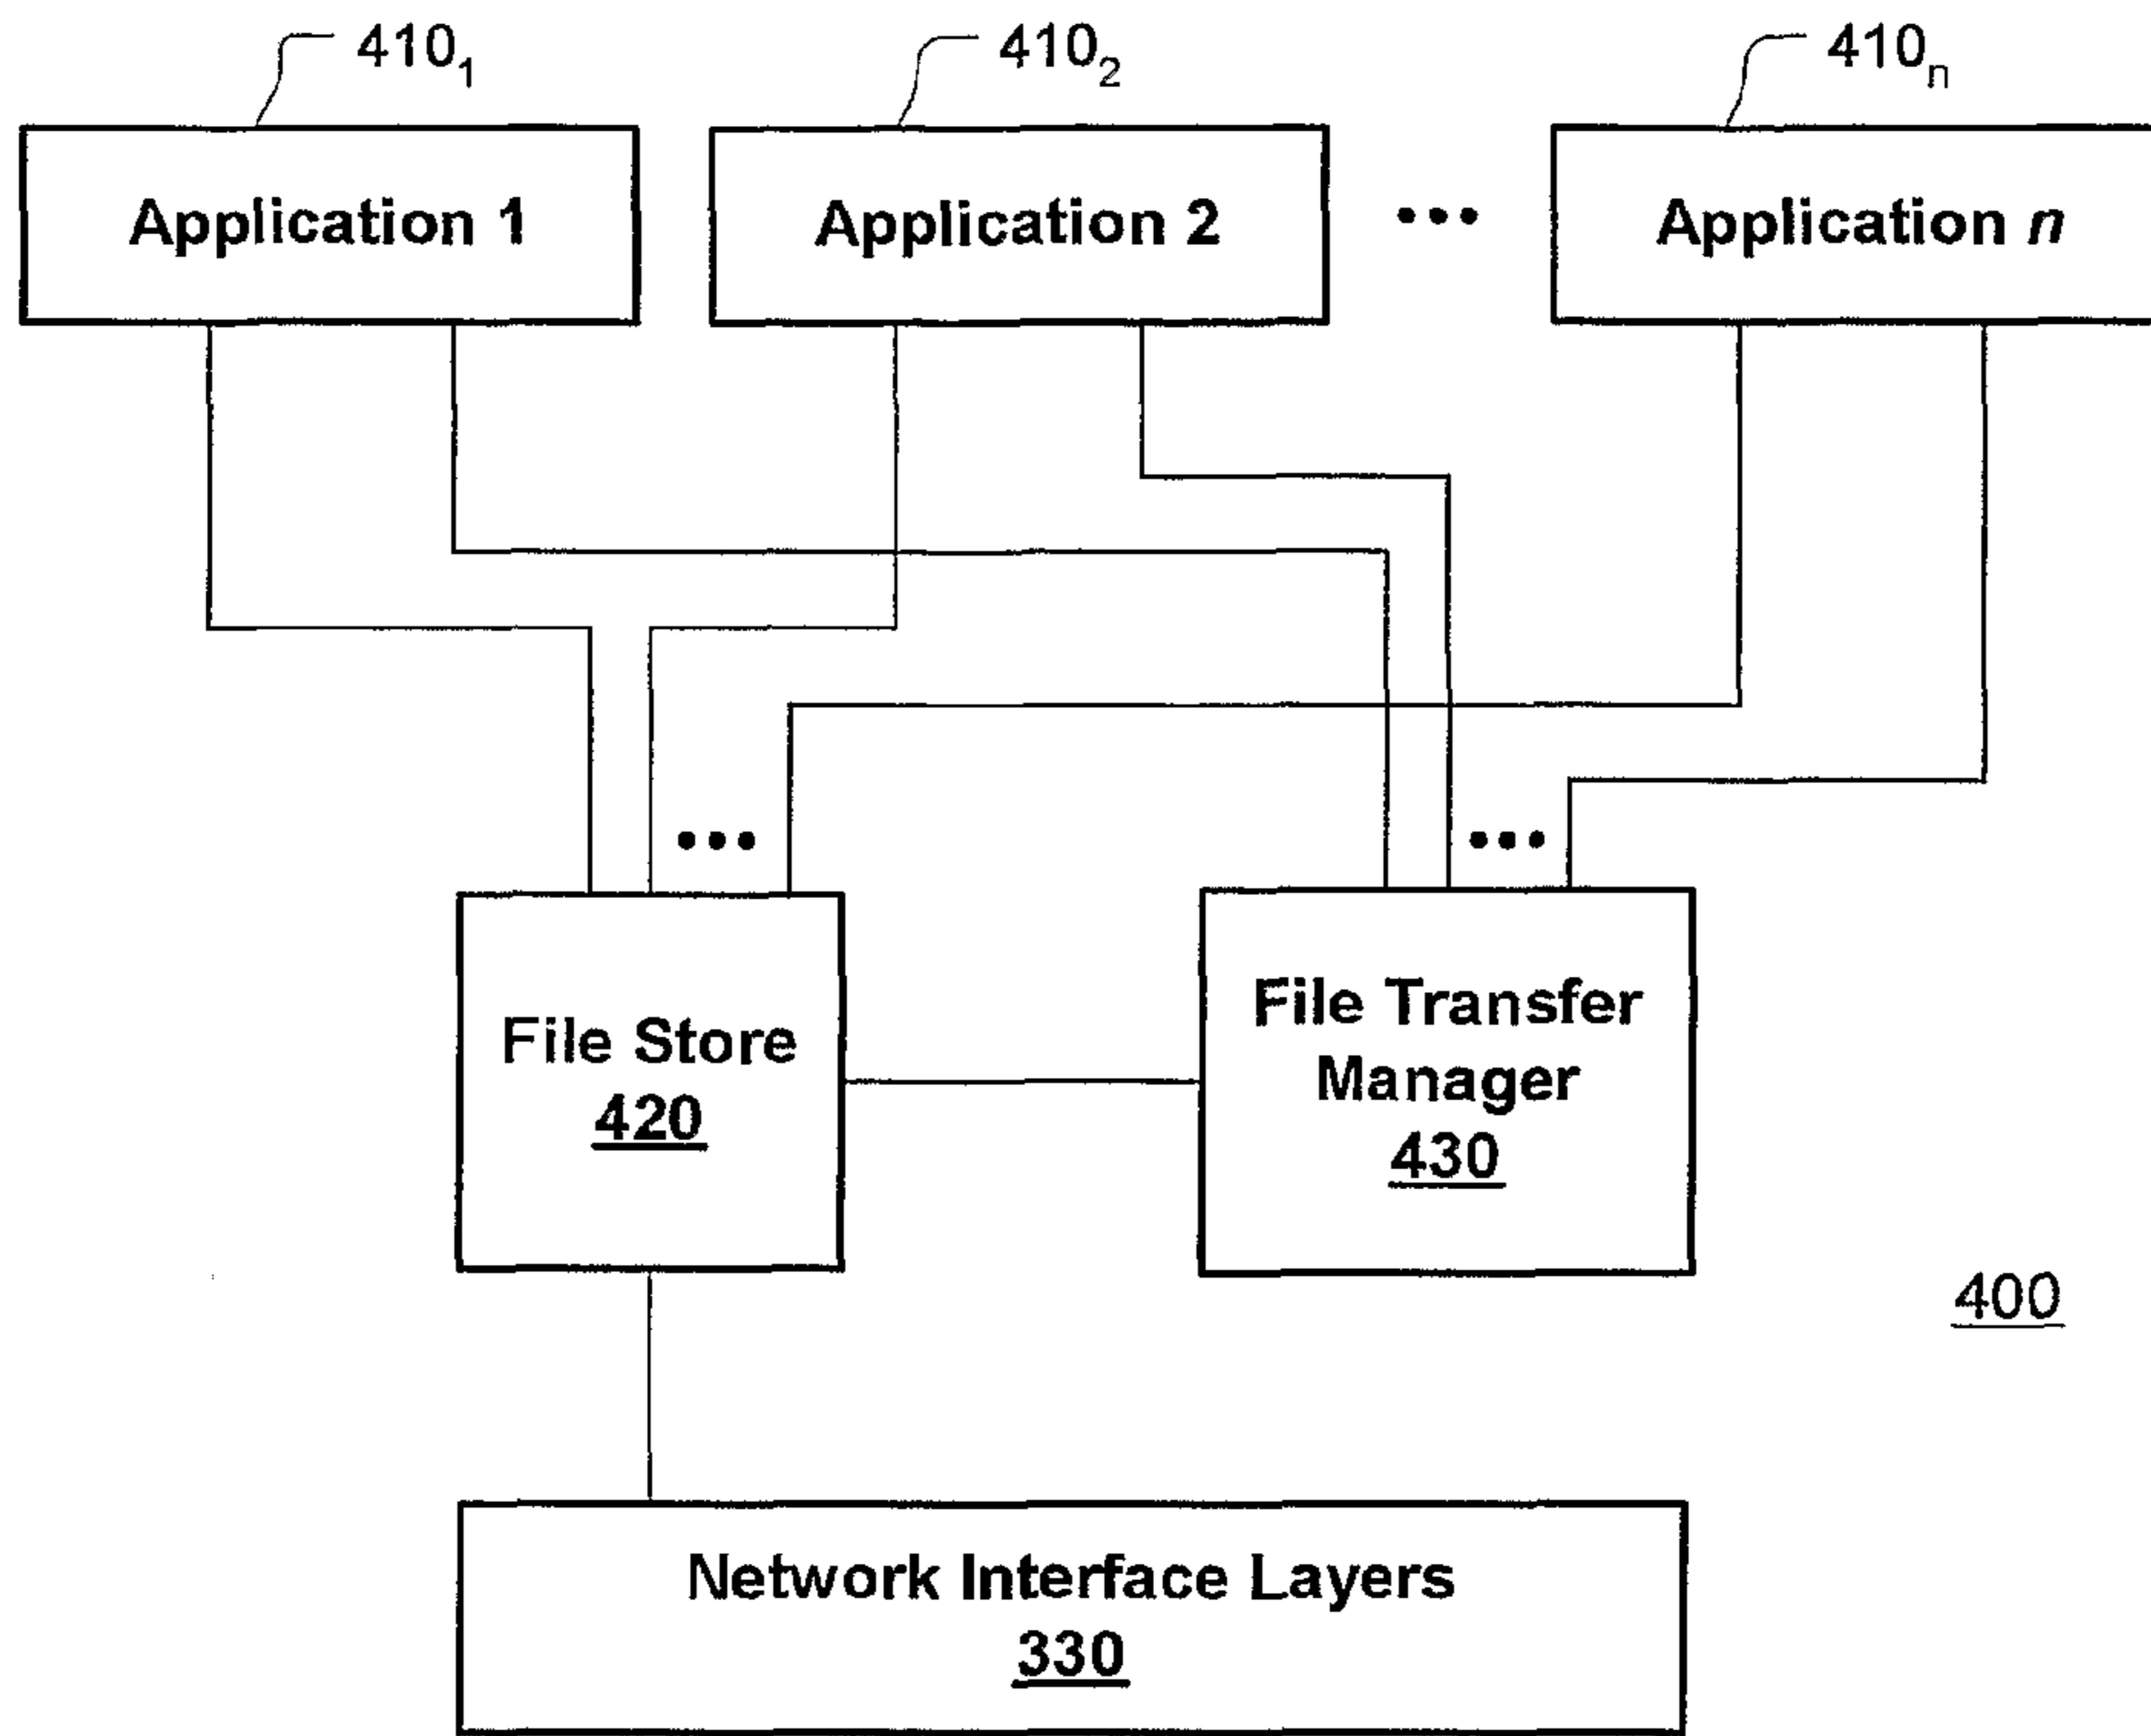 410₁
410₂
410ₙ
Application 1
Application 2
•••
Application n
•••
•••
File Store
420
File Transfer
Manager
430
400
Network Interface Layers
330